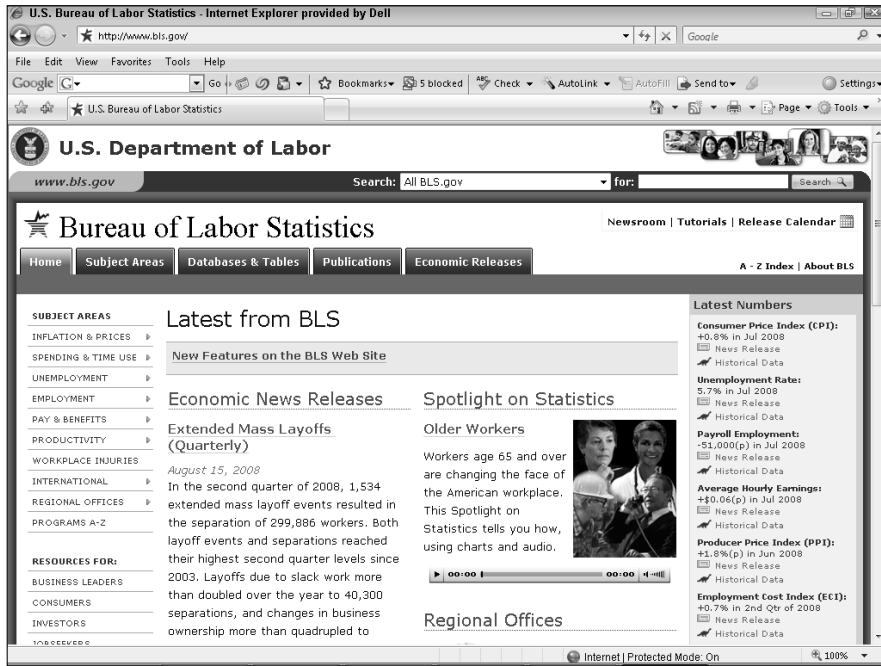 U.S. Bureau of Labor Statistics - Internet Explorer provided by Dell
http://www.bls.gov/
Google
File Edit View Favorites Tools Help
Google G Go Bookmarks 5 blocked Check AutoLink AutoFill Send to Settings
U.S. Bureau of Labor Statistics
Page Tools
U.S. Department of Labor
www.bls.gov
Search: All BLS.gov for: Search
Bureau of Labor Statistics
Newsroom | Tutorials | Release Calendar
Home Subject Areas Databases & Tables Publications Economic Releases
A - Z Index | About BLS
SUBJECT AREAS
INFLATION & PRICES
SPENDING & TIME USE
UNEMPLOYMENT
EMPLOYMENT
PAY & BENEFITS
PRODUCTIVITY
WORKPLACE INJURIES
INTERNATIONAL
REGIONAL OFFICES
PROGRAMS A-Z
RESOURCES FOR:
BUSINESS LEADERS
CONSUMERS
INVESTORS
JOBSEEKERS
Latest from BLS
New Features on the BLS Web Site
Economic News Releases
Extended Mass Layoffs
(Quarterly)
August 15, 2008
In the second quarter of 2008, 1,534
extended mass layoff events resulted in
the separation of 299,886 workers. Both
layoff events and separations reached
their highest second quarter levels since
2003. Layoffs due to slack work more
than doubled over the year to 40,300
separations, and changes in business
ownership more than quadrupled to
Spotlight on Statistics
Older Workers
Workers age 65 and over
are changing the face of
the American workplace.
This Spotlight on
Statistics tells you how,
using charts and audio.
00:00 00:00
Regional Offices
Latest Numbers
Consumer Price Index (CPI):
+0.8% in Jul 2008
News Release
Historical Data
Unemployment Rate:
5.7% in Jul 2008
News Release
Historical Data
Payroll Employment:
-51,000(p) in Jul 2008
News Release
Historical Data
Average Hourly Earnings:
+$0.06(p) in Jul 2008
News Release
Historical Data
Producer Price Index (PPI):
+1.8%(p) in Jun 2008
News Release
Historical Data
Employment Cost Index (ECI):
+0.7% in 2nd Qtr of 2008
News Release
Historical Data
Internet | Protected Mode: On
100%